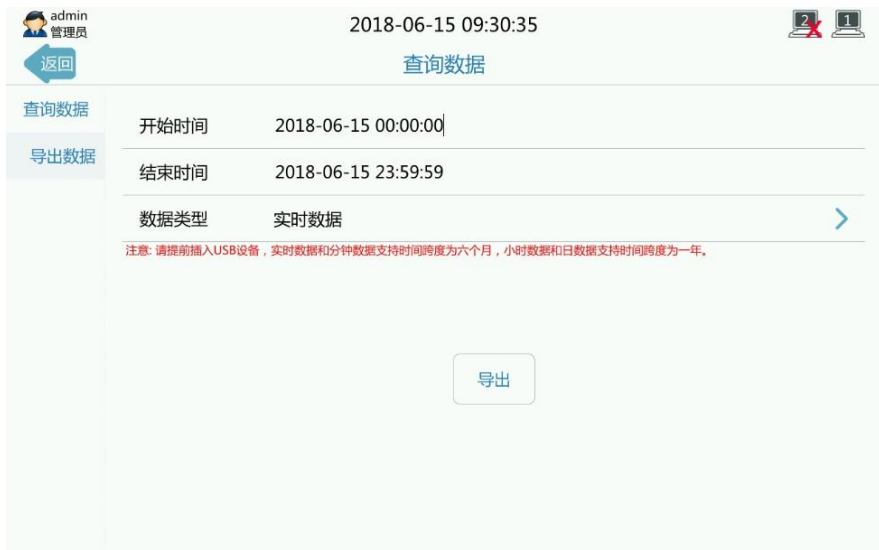 admin
管理员
2018-06-15 09:30:35
2
1
返回
查询数据
查询数据
导出数据
开始时间 2018-06-15 00:00:00
结束时间 2018-06-15 23:59:59
数据类型 实时数据
注意: 请提前插入USB设备，实时数据和分钟数据支持时间跨度为六个月，小时数据和日数据支持时间跨度为一年。
导出